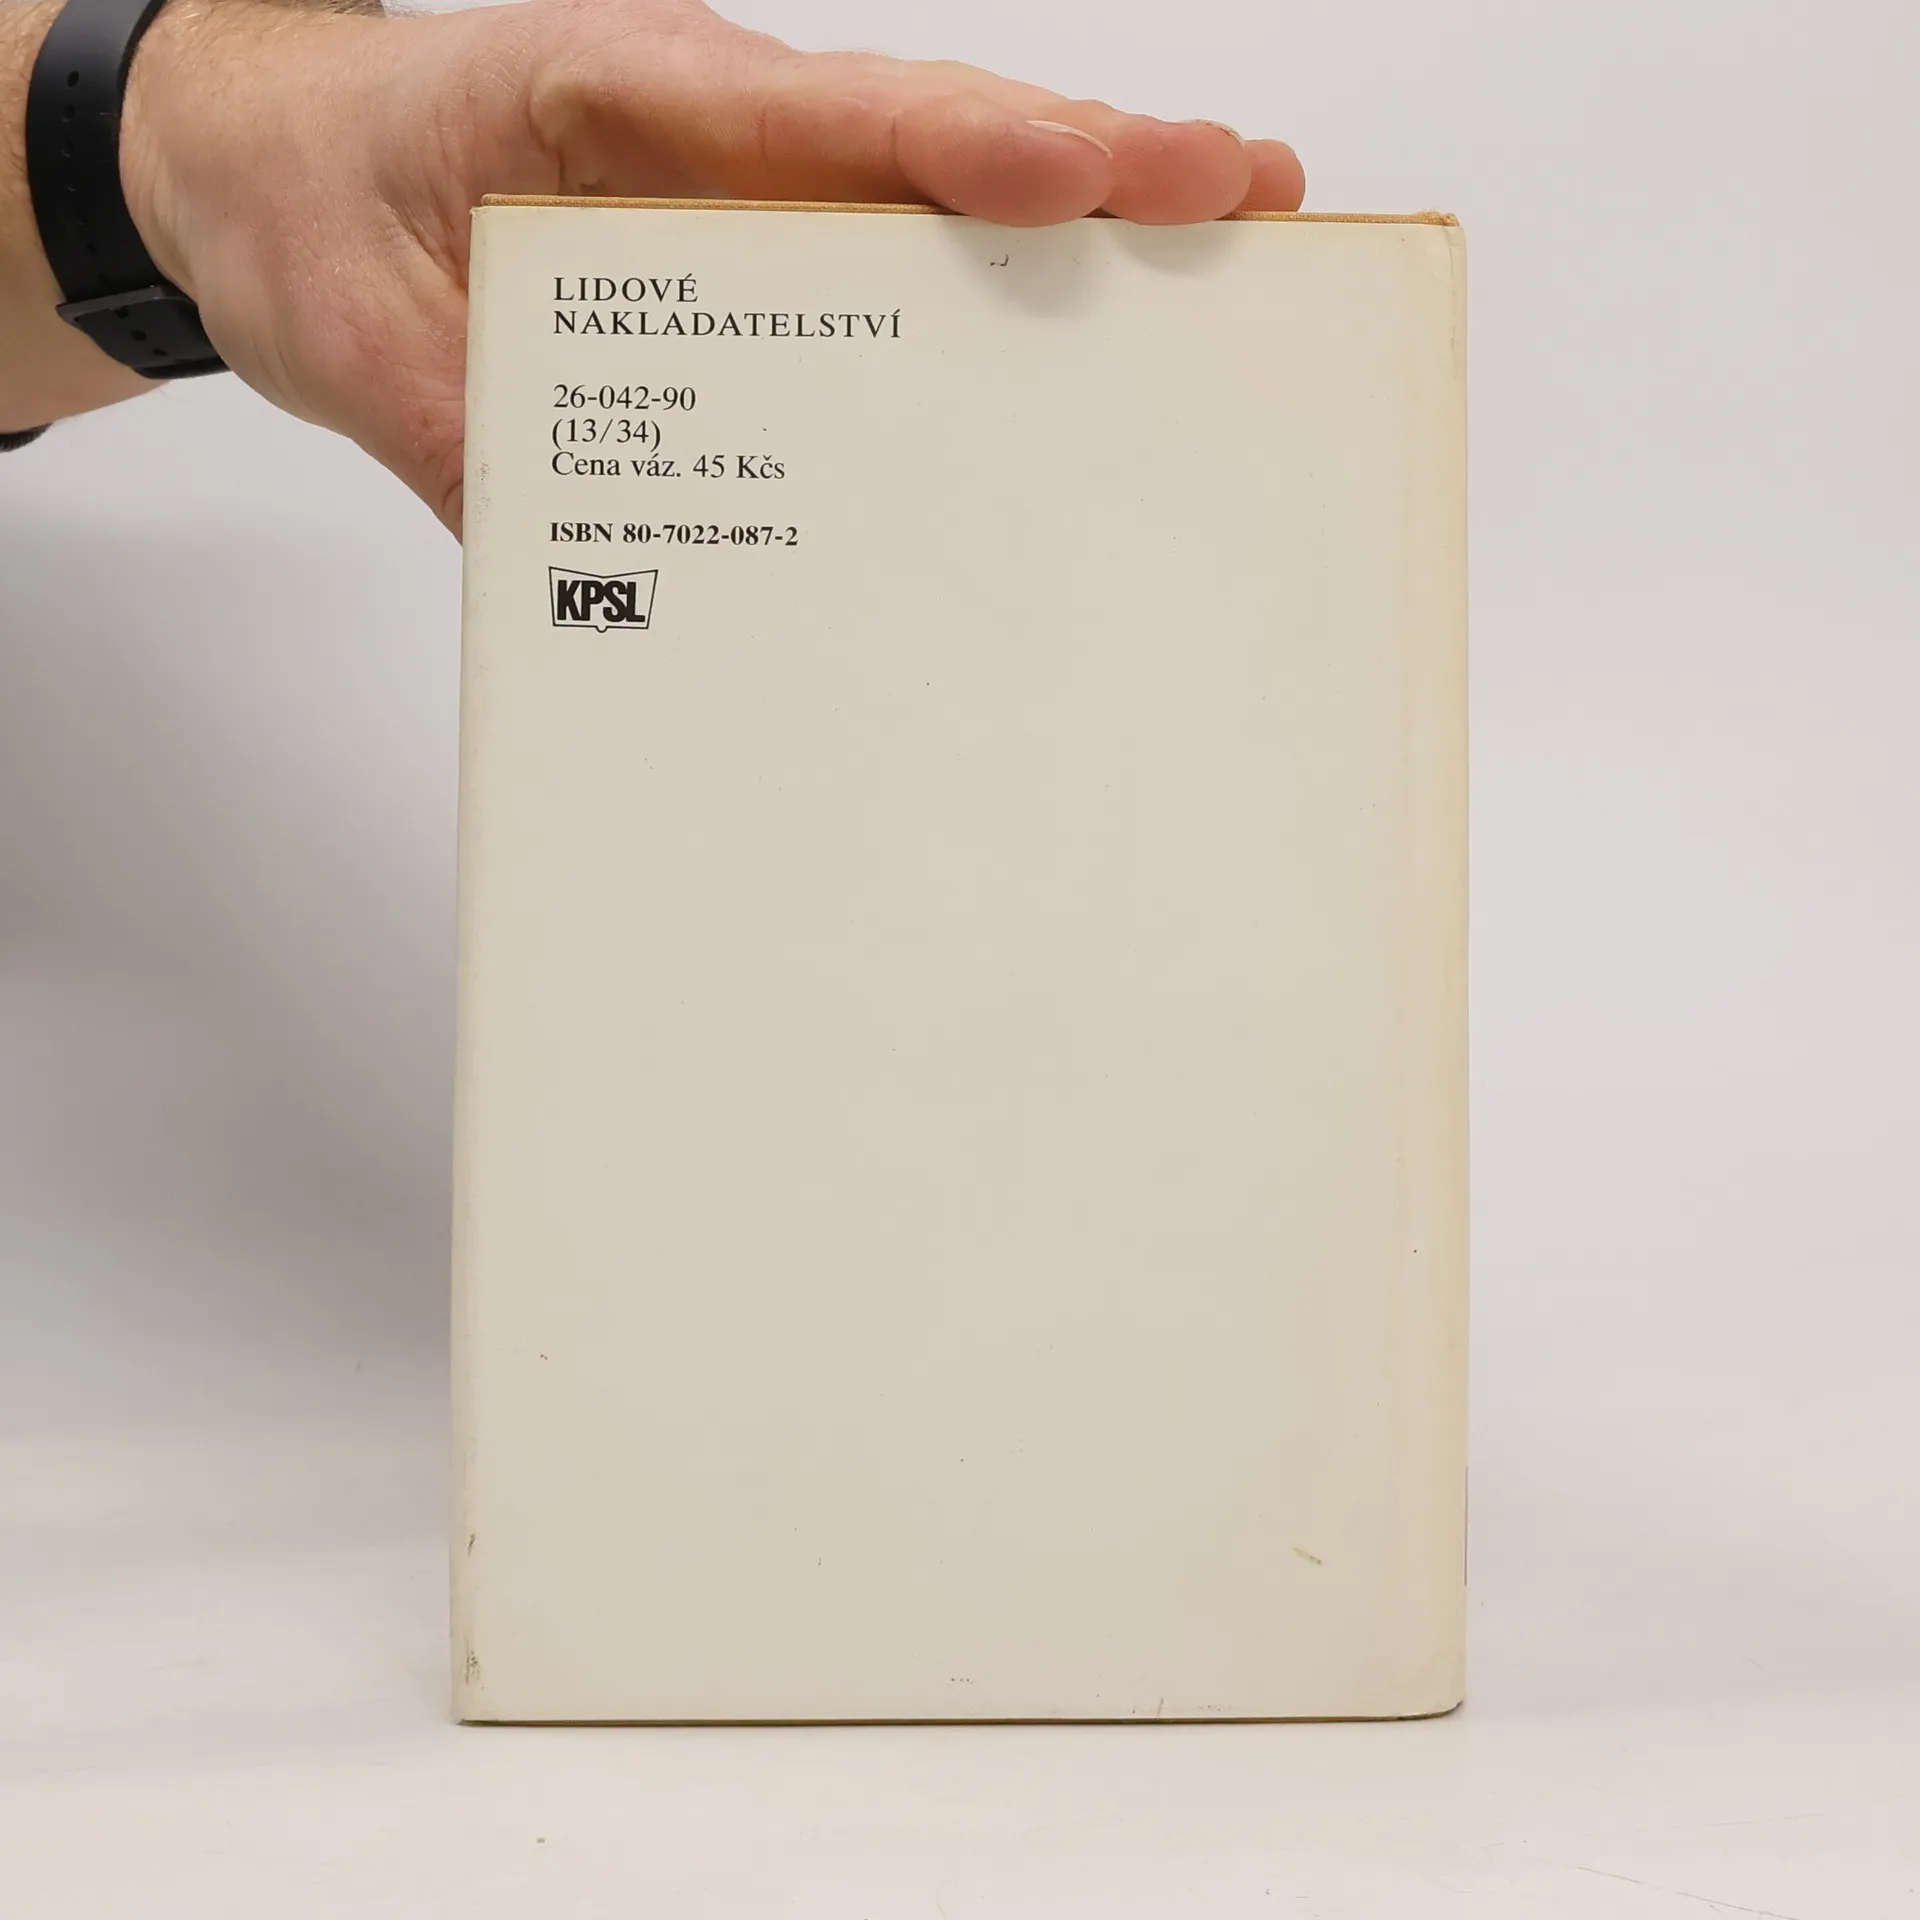 LIDOVÉ
NAKLADATELSTVÍ
26-042-90
(13/34)
Cena váz. 45 Kčs
ISBN 80-7022-087-2
KPSL